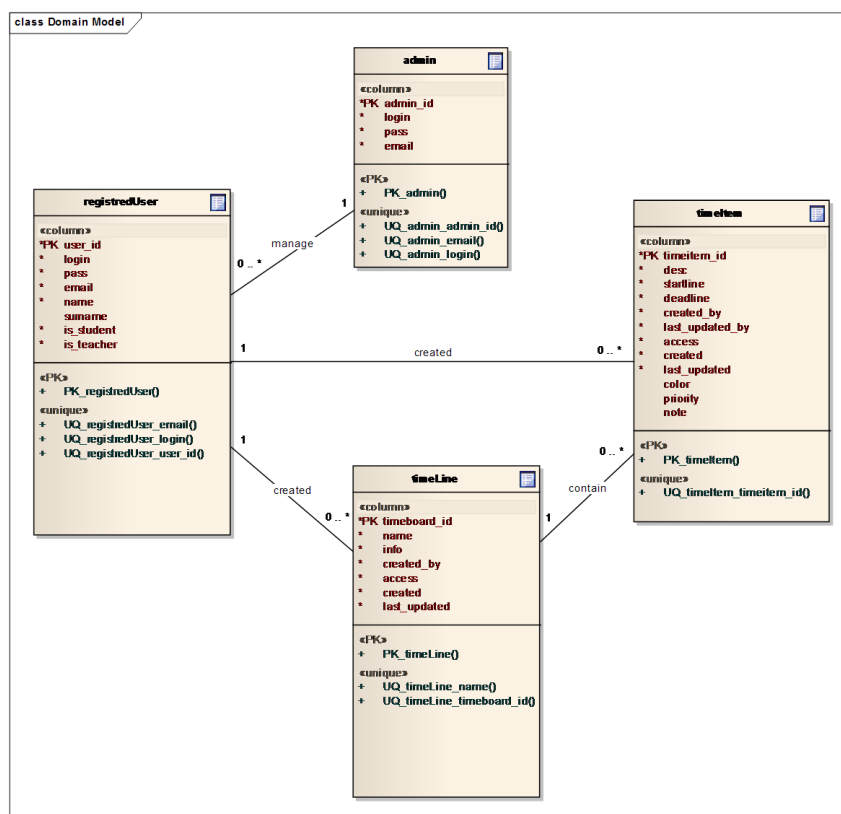 class Domain Model
admin
«column»
*PK admin_id
* login
* pass
* email
«PK»
+ PK_admin()
«unique»
+ UQ_admin_admin_id()
+ UQ_admin_email()
+ UQ_admin_login()
registredUser
«column»
*PK user_id
* login
* pass
* email
* name
surname
* is_student
* is_teacher
«PK»
+ PK_registredUser()
«unique»
+ UQ_registredUser_email()
+ UQ_registredUser_login()
+ UQ_registredUser_user_id()
1
manage
0 .. *
timeItem
«column»
*PK timeitem_id
* desc
* startline
* deadline
* created_by
* last_updated_by
* access
* created
* last_updated
color
priority
note
«PK»
+ PK_timeItem()
«unique»
+ UQ_timeItem_timeitem_id()
1
created
0 .. *
1
created
0 .. *
0 .. *
contain
1
timeLine
«column»
*PK timeboard_id
* name
* info
* created_by
* access
* created
* last_updated
«PK»
+ PK_timeLine()
«unique»
+ UQ_timeLine_name()
+ UQ_timeLine_timeboard_id()